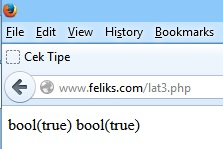 File Edit View History Bookmarks
Cek Tipe
www.feliks.com/lat3.php
bool(true) bool(true)